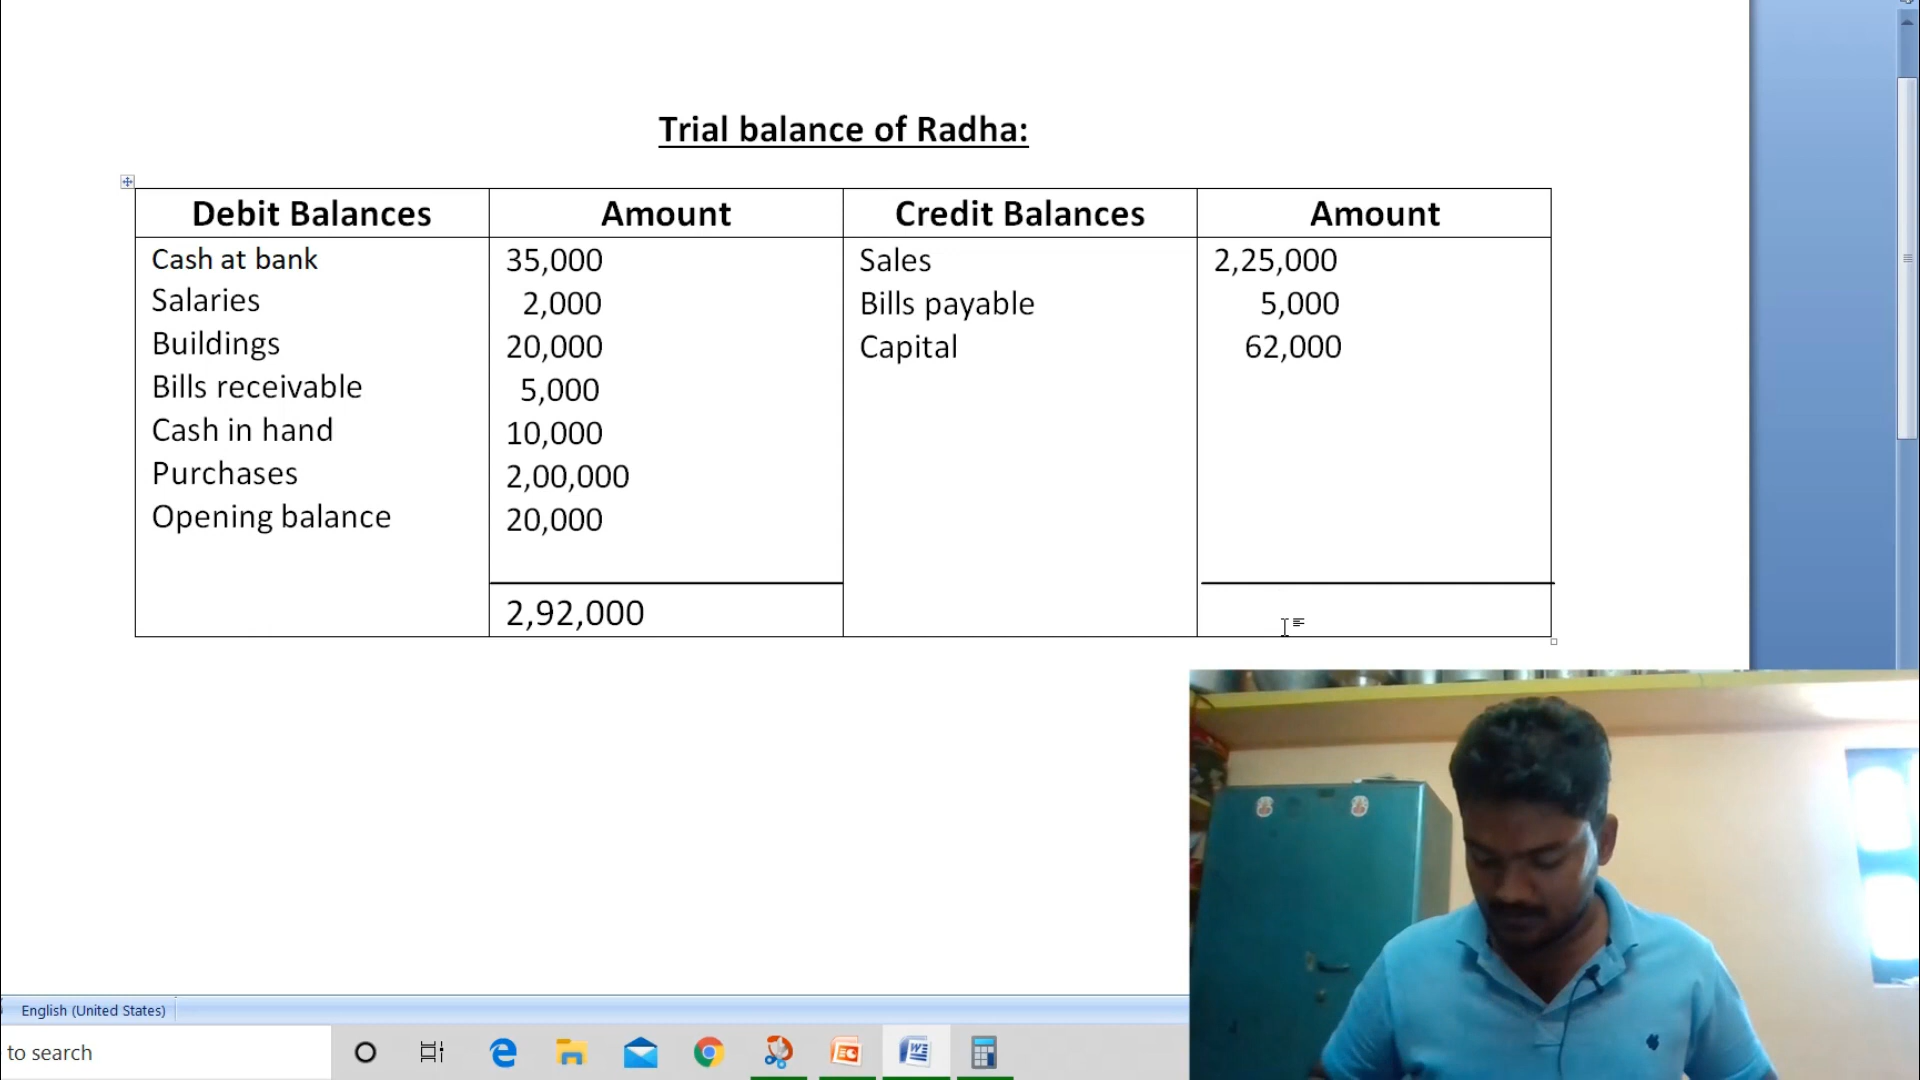 Trial balance of Radha:
Debit Balances Amount Credit Balances Amount
Cash at bank 35,000 Sales 2,25,000
Salaries 2,000 Bills payable 5,000
Buildings 20,000 Capital 62,000
Bills receivable 5,000
Cash in hand 10,000
Purchases 2,00,000
Opening balance 20,000
2,92,000
English (United States)
to search